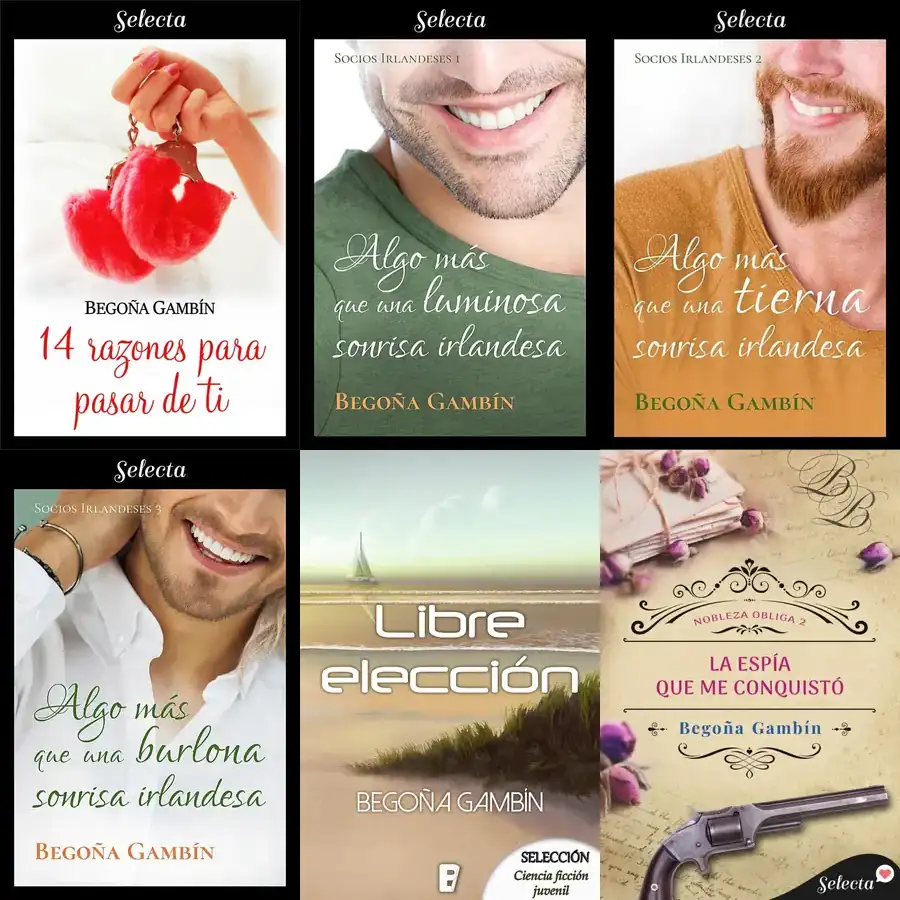 Selecta
BEGOÑA GAMBÍN
14 razones para
pasar de ti
Selecta
SOCIOS IRLANDESES 1
Algo más
que una luminosa
sonrisa irlandesa
BEGOÑA GAMBÍN
Selecta
SOCIOS IRLANDESES 2
Algo más
que una tierna
sonrisa irlandesa
BEGOÑA GAMBÍN
Selecta
SOCIOS IRLANDESES 3
Algo más
que una burlona
sonrisa irlandesa
BEGOÑA GAMBÍN
Libre
elección
BEGOÑA GAMBÍN
B
SELECCIÓN
Ciencia ficción
juvenil
BB
NOBLEZA OBLIGA 2
LA ESPÍA
QUE ME CONQUISTÓ
Begoña Gambín
Selecta